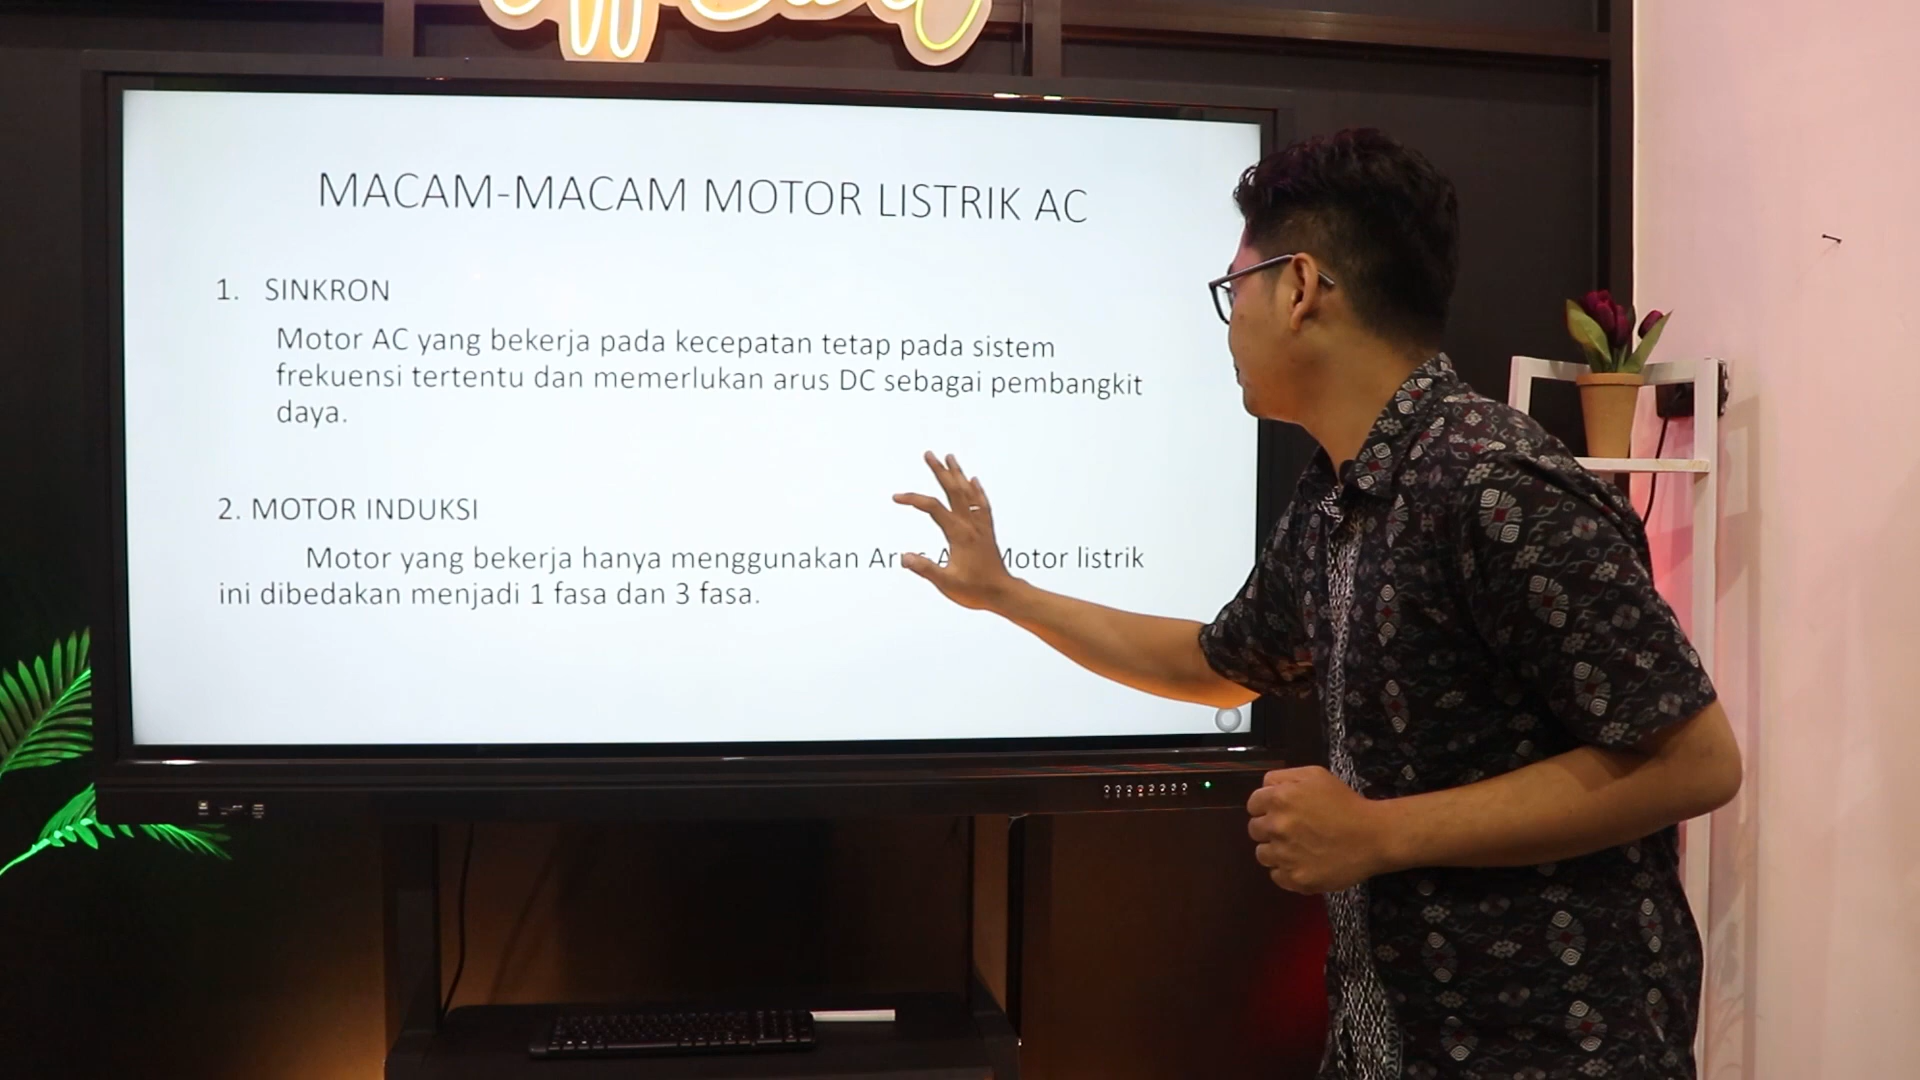 MACAM-MACAM MOTOR LISTRIK AC
1. SINKRON
Motor AC yang bekerja pada kecepatan tetap pada sistem
frekuensi tertentu dan memerlukan arus DC sebagai pembangkit
daya.
2. MOTOR INDUKSI
Motor yang bekerja hanya menggunakan Motor listrik
ini dibedakan menjadi 1 fasa dan 3 fasa.